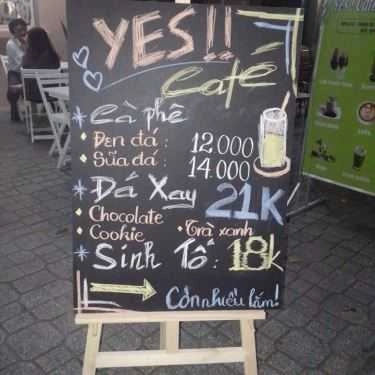 YES!!
Café
Cà phê
Đen đá: 12.000
Sữa đá: 14.000
Đá Xay 21K
Chocolate
Cookie • Trà xanh
Sinh Tố: 18k
Còn nhiều lắm!